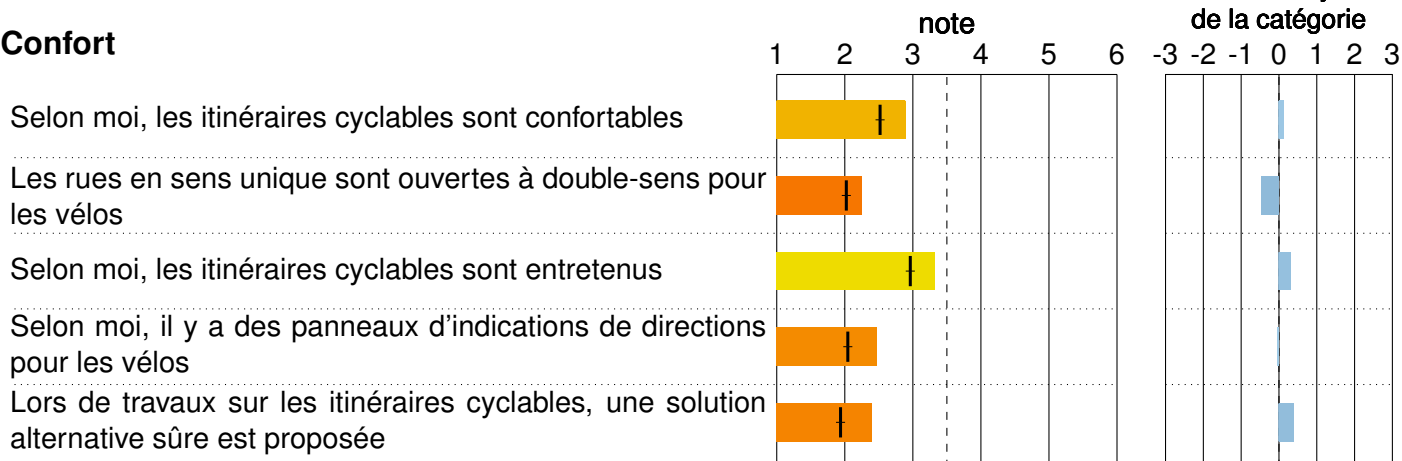 note
de la catégorie
Confort
1 2 3 4 5 6
-3 -2 -1 0 1 2 3
Selon moi, les itinéraires cyclables sont confortables
Les rues en sens unique sont ouvertes à double-sens pour
les vélos
Selon moi, les itinéraires cyclables sont entretenus
Selon moi, il y a des panneaux d'indications de directions
pour les vélos
Lors de travaux sur les itinéraires cyclables, une solution
alternative sûre est proposée